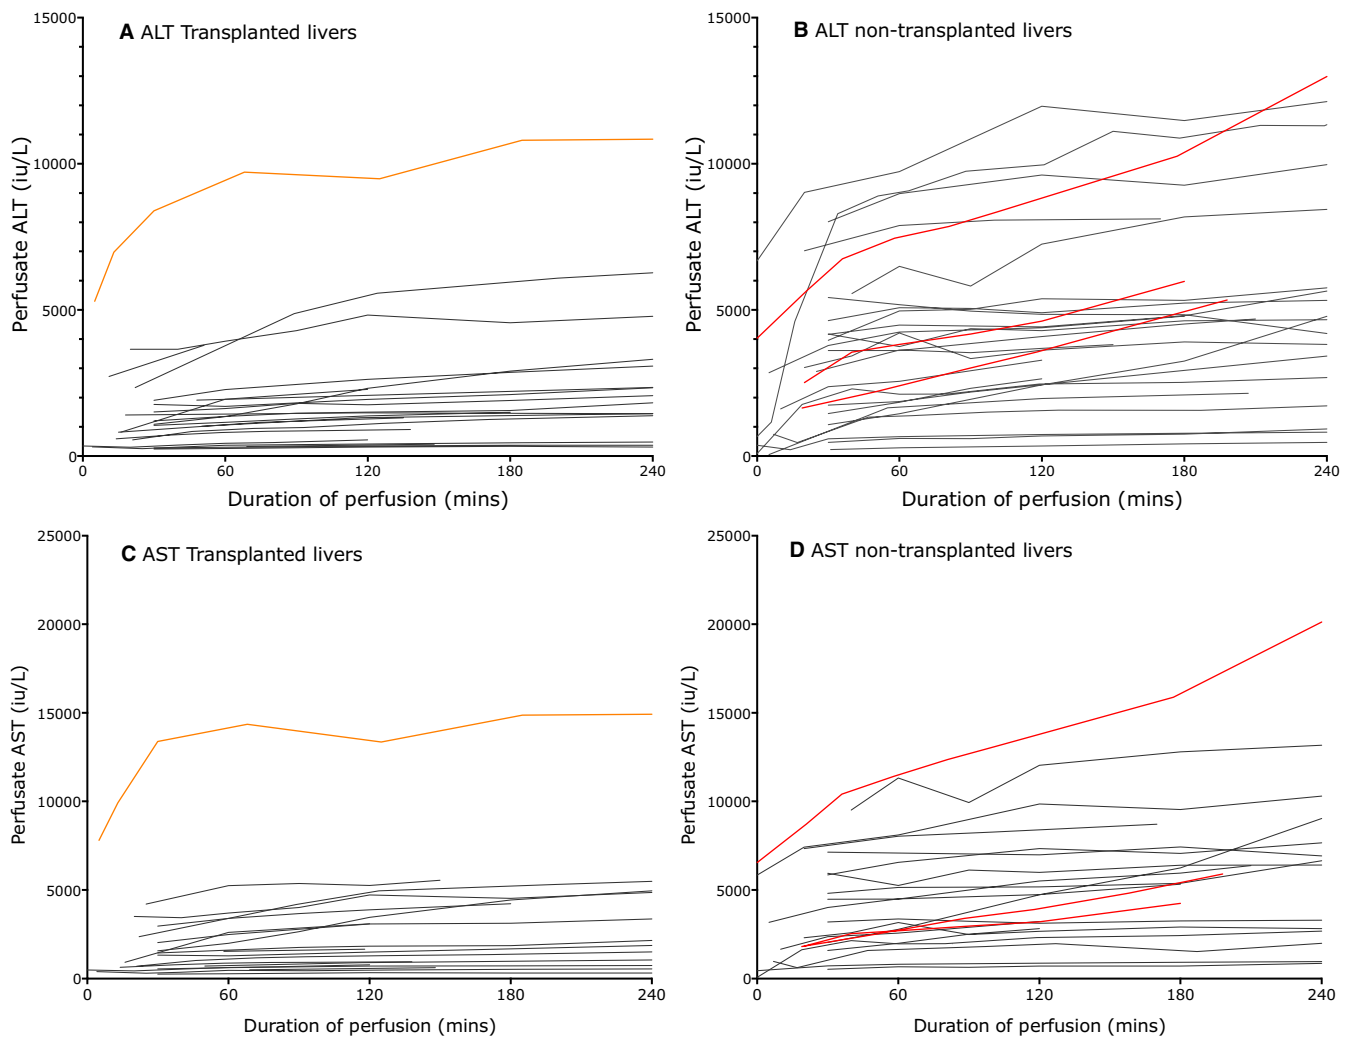 A ALT Transplanted livers
15000
10000
5000
0
Perfusate ALT (iu/L)
0 60 120 180 240
Duration of perfusion (mins)
B ALT non-transplanted livers
15000
10000
5000
0
Perfusate ALT (iu/L)
0 60 120 180 240
Duration of perfusion (mins)
C AST Transplanted livers
25000
20000
15000
10000
5000
0
Perfusate AST (iu/L)
0 60 120 180 240
Duration of perfusion (mins)
D AST non-transplanted livers
25000
20000
15000
10000
5000
0
Perfusate AST (iu/L)
0 60 120 180 240
Duration of perfusion (mins)